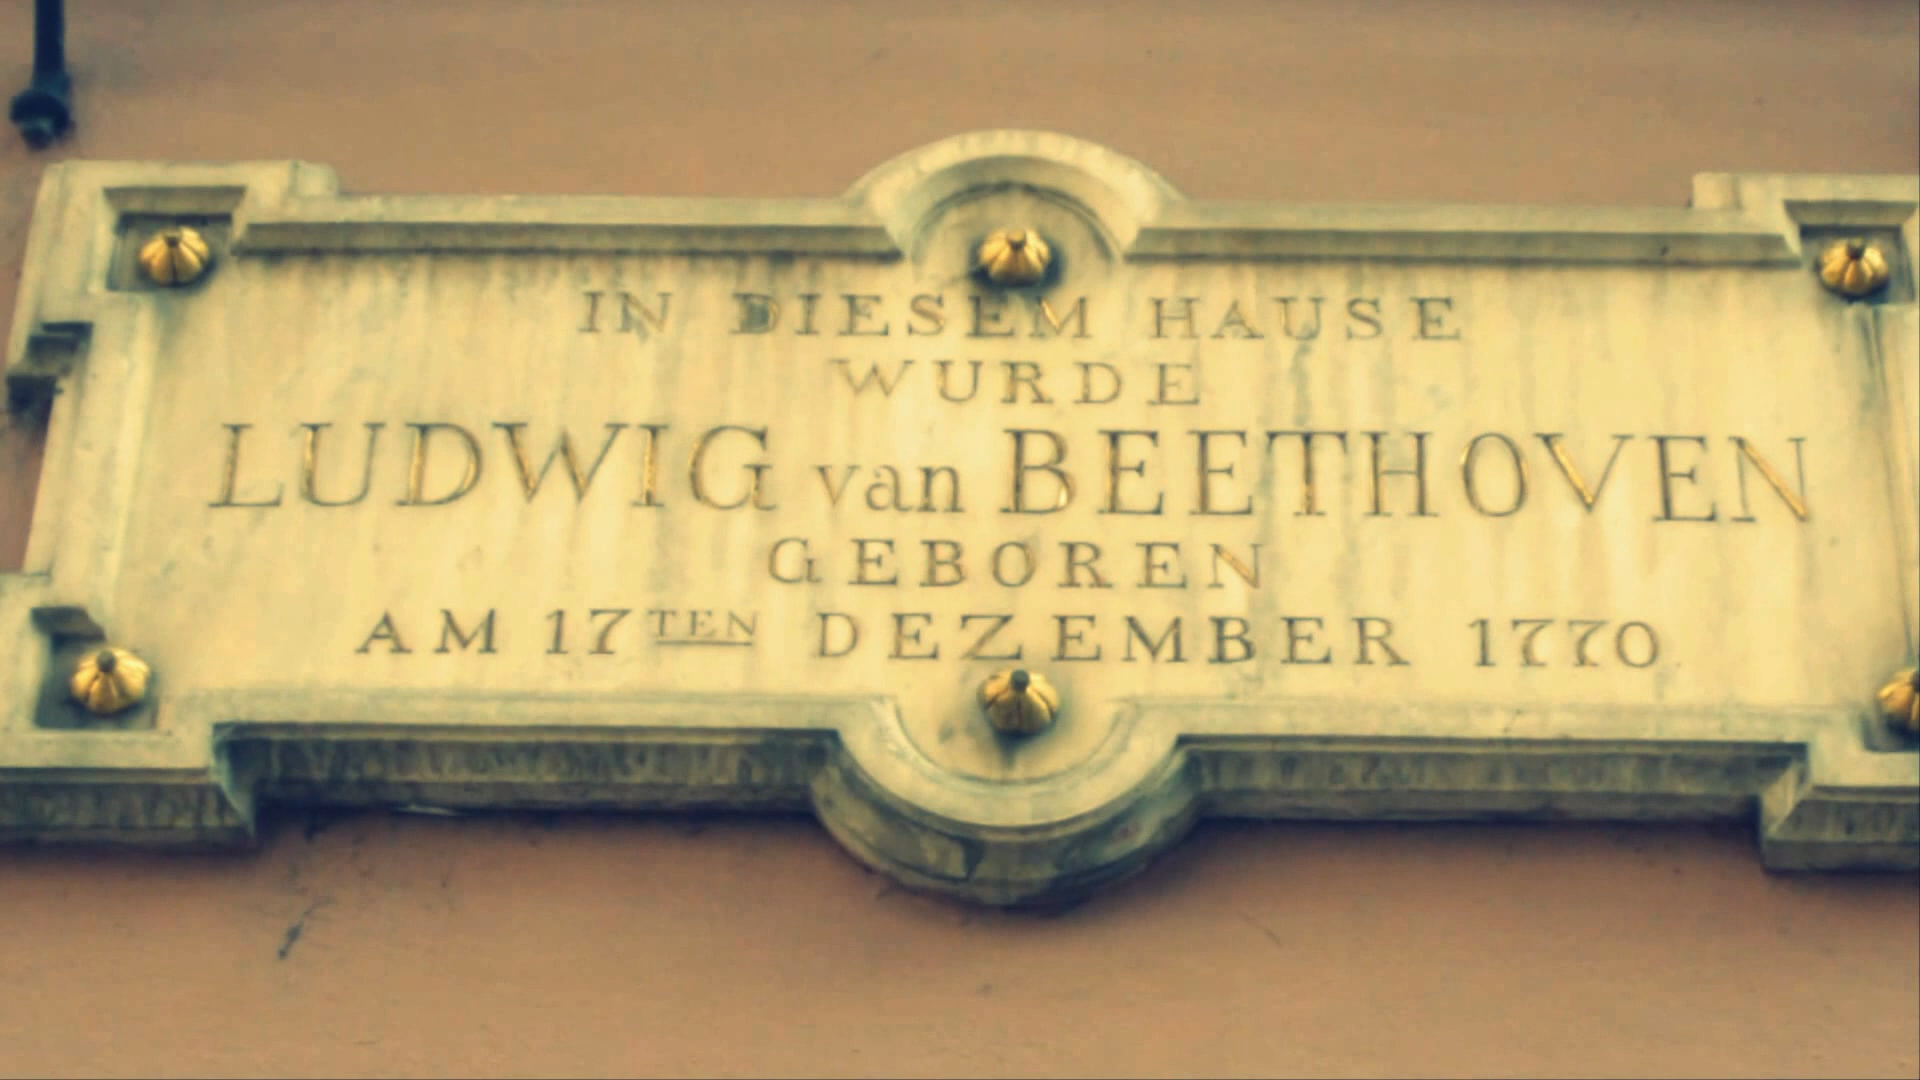 IN DIESEM HAUSE
WURDE
LUDWIG van BEETHOVEN
GEBOREN
AM 17TEN DEZEMBER 1770